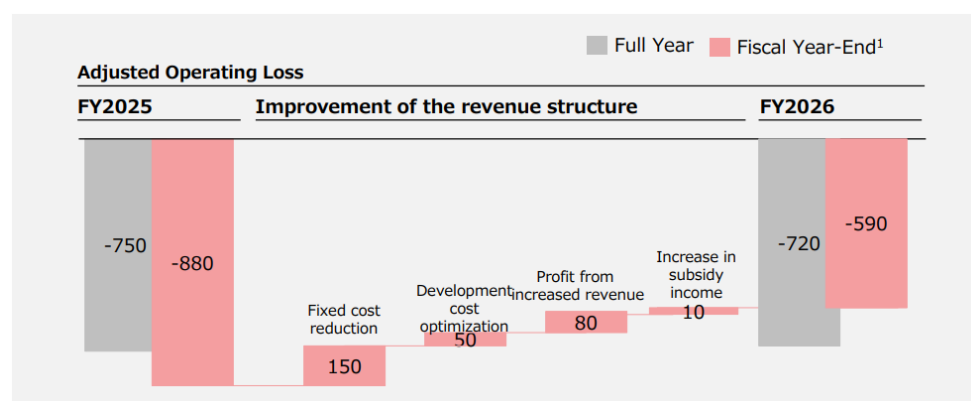 Full Year
Fiscal Year-End1
Adjusted Operating Loss
FY2025
Improvement of the revenue structure
FY2026
-750
-880
Fixed cost
reduction
150
Development
cost
optimization
50
Profit from
increased revenue
80
Increase in
subsidy
income
10
-720
-590